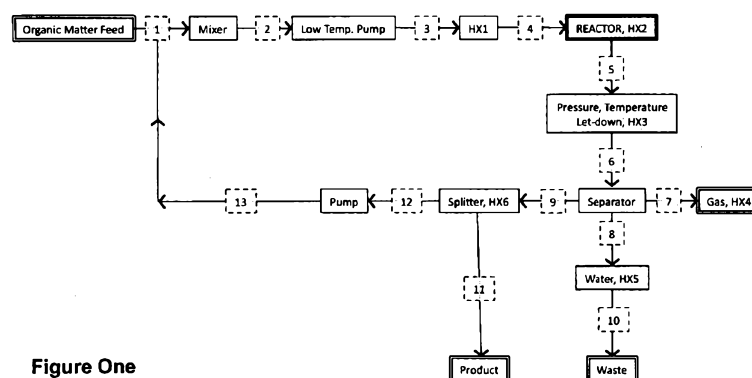 Organic Matter Feed
1
Mixer
2
Low Temp. Pump
3
HX1
4
REACTOR, HX2
5
Pressure, Temperature
Let-down, HX3
6
13
Pump
12
Splitter, HX6
9
Separator
7
Gas, HX4
8
Water, HX5
11
10
Figure One
Product
Waste